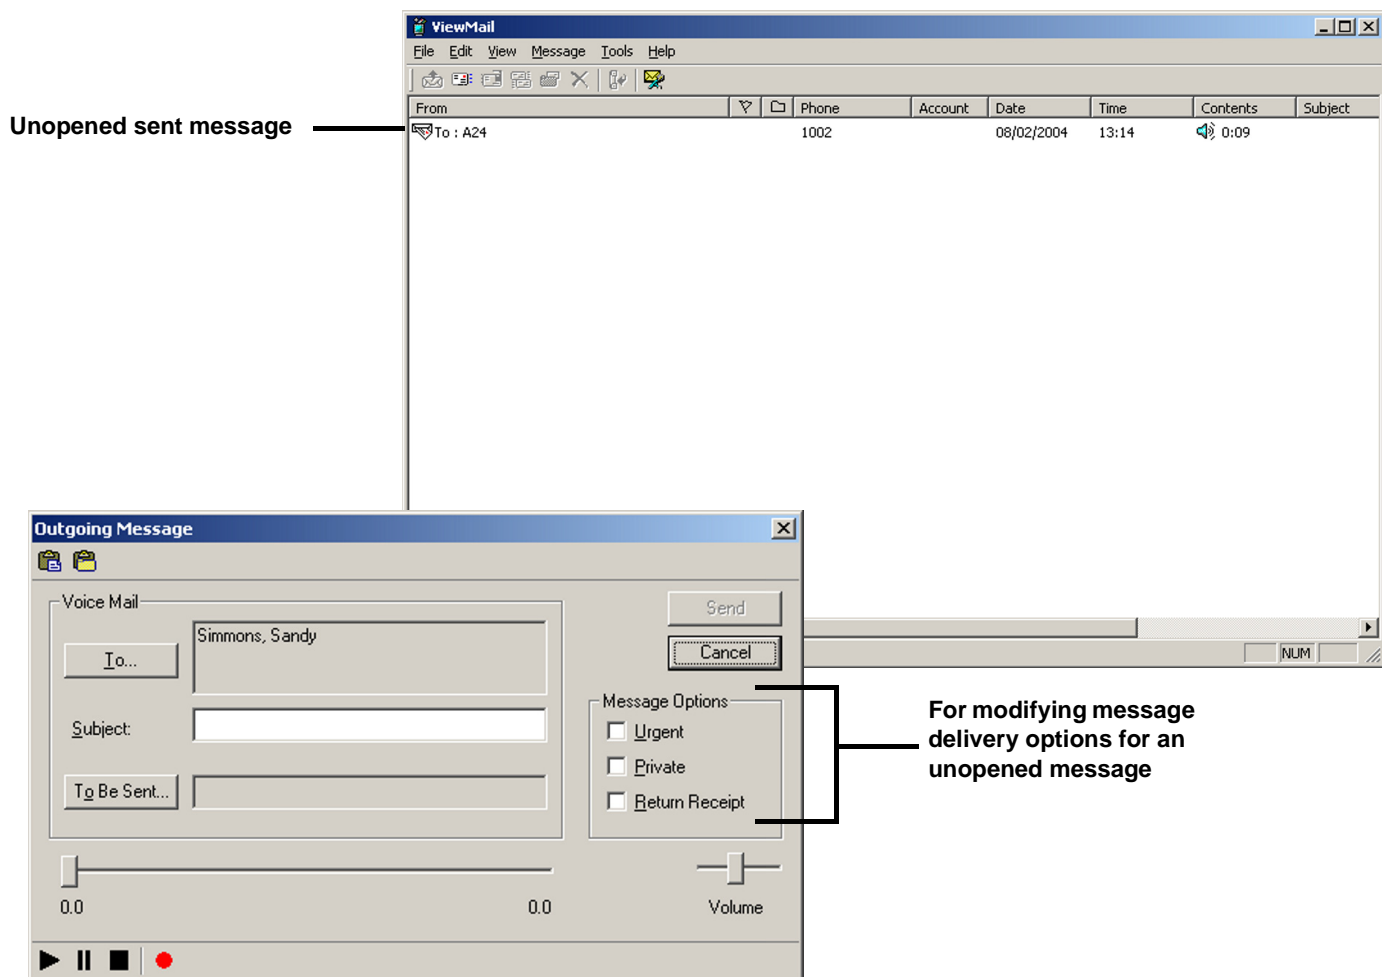 ViewMail
File Edit View Message Tools Help
From Phone Account Date Time Contents Subject
Unopened sent message
To : A24 1002 08/02/2004 13:14 0:09
NUM
Outgoing Message
Voice Mail
To...
Simmons, Sandy
Subject:
To Be Sent...
Send
Cancel
Message Options
Urgent
Private
Return Receipt
For modifying message
delivery options for an
unopened message
0.0 0.0 Volume